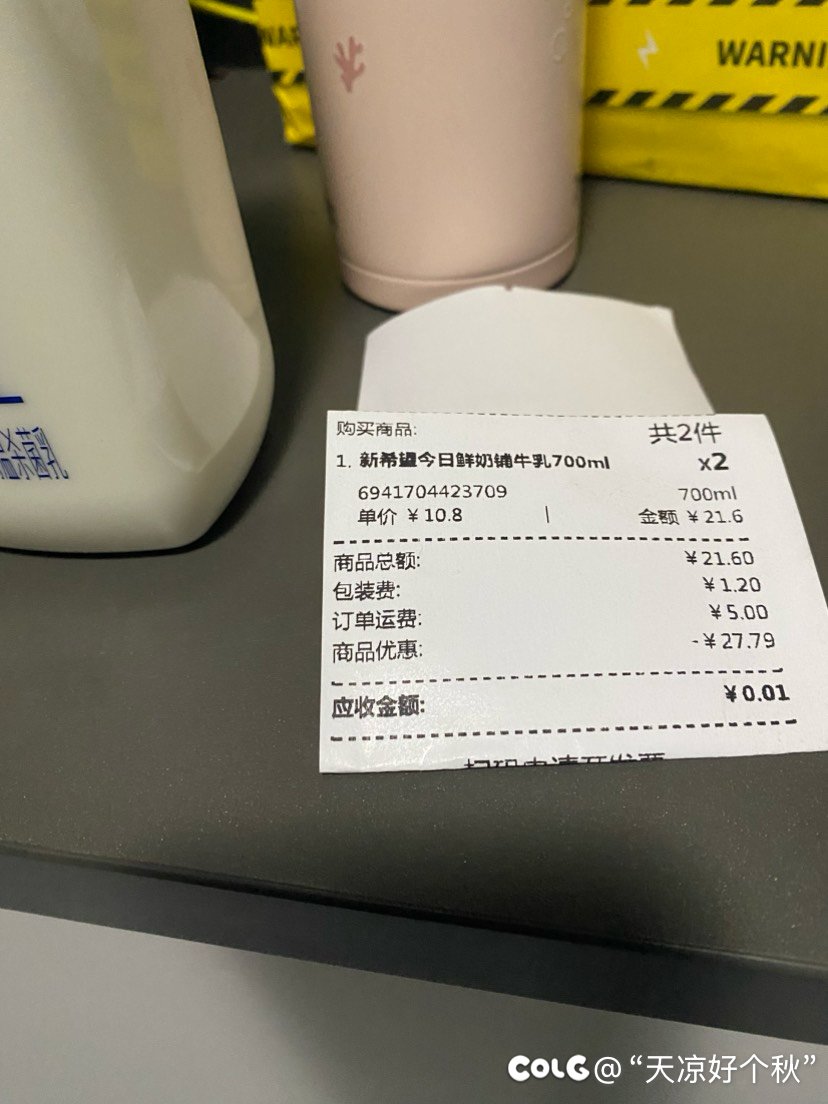 WARNI
购买商品:
共2件
1. 新希望今日鲜奶铺牛乳700ml x2
6941704423709 700ml
单价 ¥10.8 | 金额 ¥21.6
商品总额: ¥21.60
包装费: ¥1.20
订单运费: ¥5.00
商品优惠: -¥27.79
应收金额: ¥0.01
菌乳
COLG@“天凉好个秋”